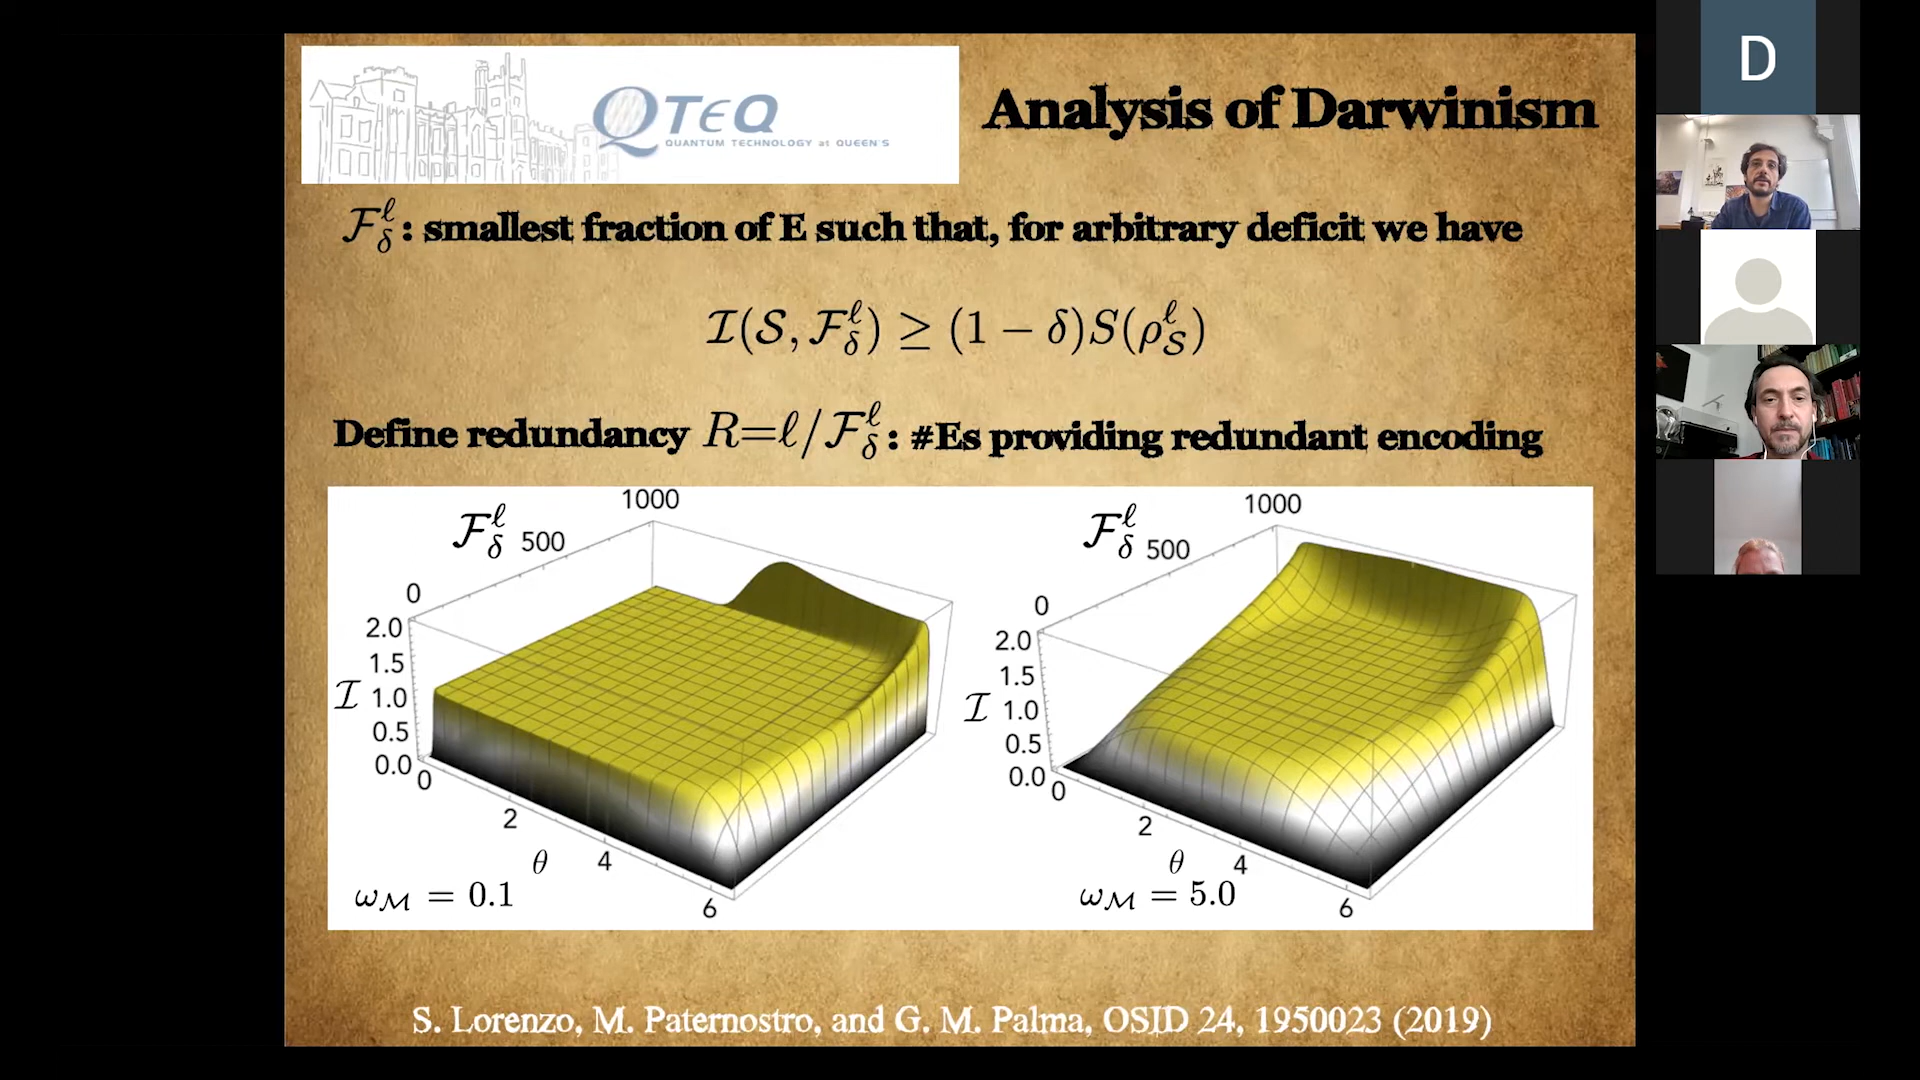 QTEQ
QUANTUM TECHNOLOGY at QUEEN'S
Analysis of Darwinism
D
ℱ_δ^ℓ : smallest fraction of E such that, for arbitrary deficit we have
ℐ(𝒮, ℱ_δ^ℓ) ≥ (1 − δ)S(ρ_𝒮^ℓ)
Define redundancy R=ℓ/ℱ_δ^ℓ : #Es providing redundant encoding
ℱ_δ^ℓ
0
500
1000
2.0
1.5
ℐ 1.0
0.5
0.0
0
2
θ
4
6
ω_ℳ = 0.1
ℱ_δ^ℓ
0
500
1000
2.0
1.5
ℐ 1.0
0.5
0.0
0
2
θ
4
6
ω_ℳ = 5.0
S. Lorenzo, M. Paternostro, and G. M. Palma, OSID 24, 1950023 (2019)